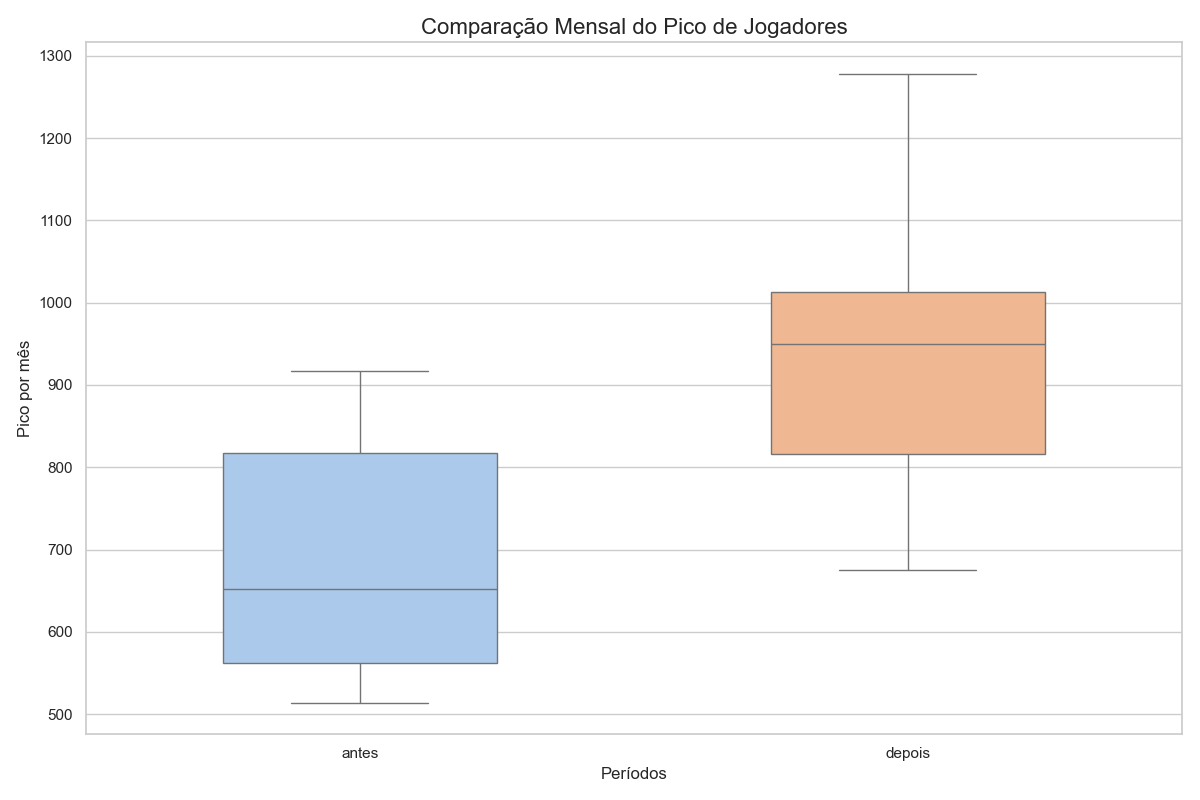 Comparação Mensal do Pico de Jogadores
1300
1200
1100
1000
900
800
700
600
500
Pico por mês
antes
depois
Períodos